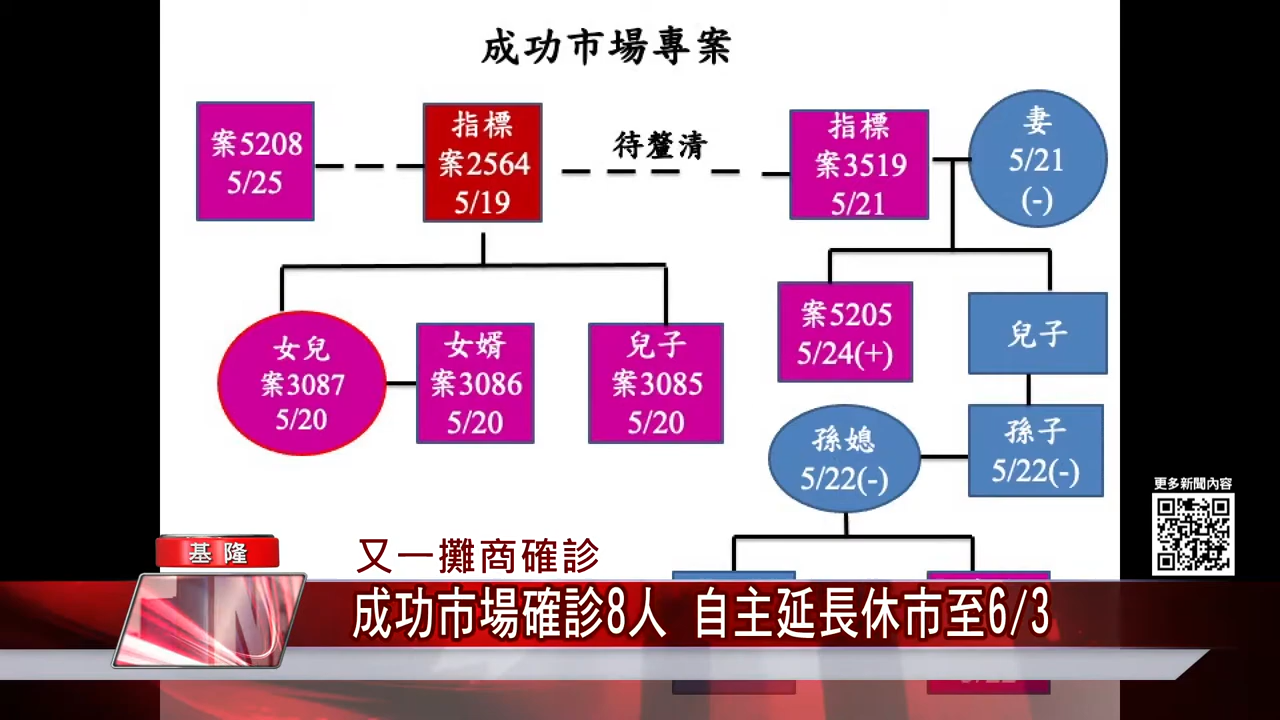 成功市場專案
案5208
5/25
指標
案2564
5/19
待釐清
指標
案3519
5/21
妻
5/21
(-)
女兒
案3087
5/20
女婿
案3086
5/20
兒子
案3085
5/20
案5205
5/24(+)
兒子
孫媳
5/22(-)
孫子
5/22(-)
更多新聞內容
基隆
又一攤商確診
成功市場確診8人 自主延長休市至6/3